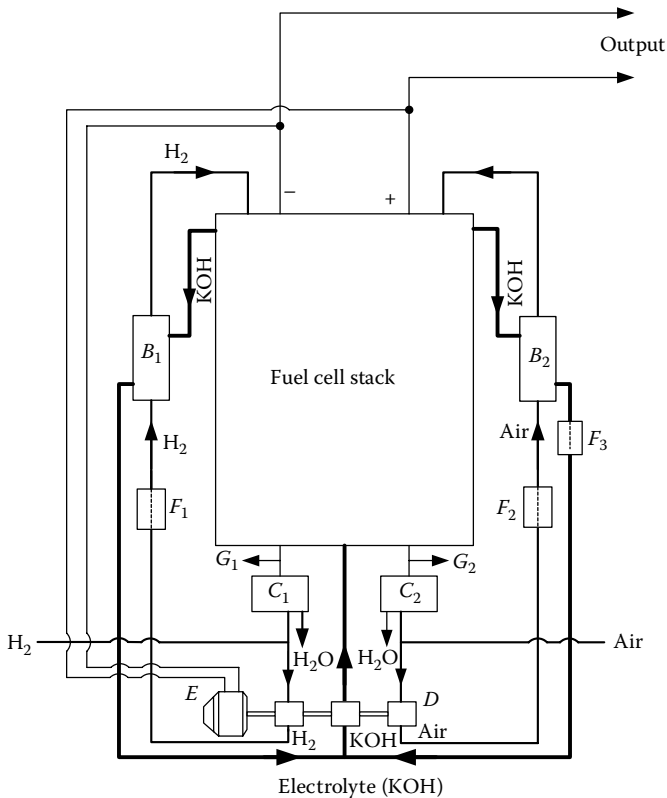 Output
H₂
−
+
KOH
KOH
B₁
B₂
Fuel cell stack
H₂
Air
F₃
F₁
F₂
G₁
G₂
C₁
C₂
H₂
Air
H₂O
H₂O
E
D
H₂
KOH
Air
Electrolyte (KOH)